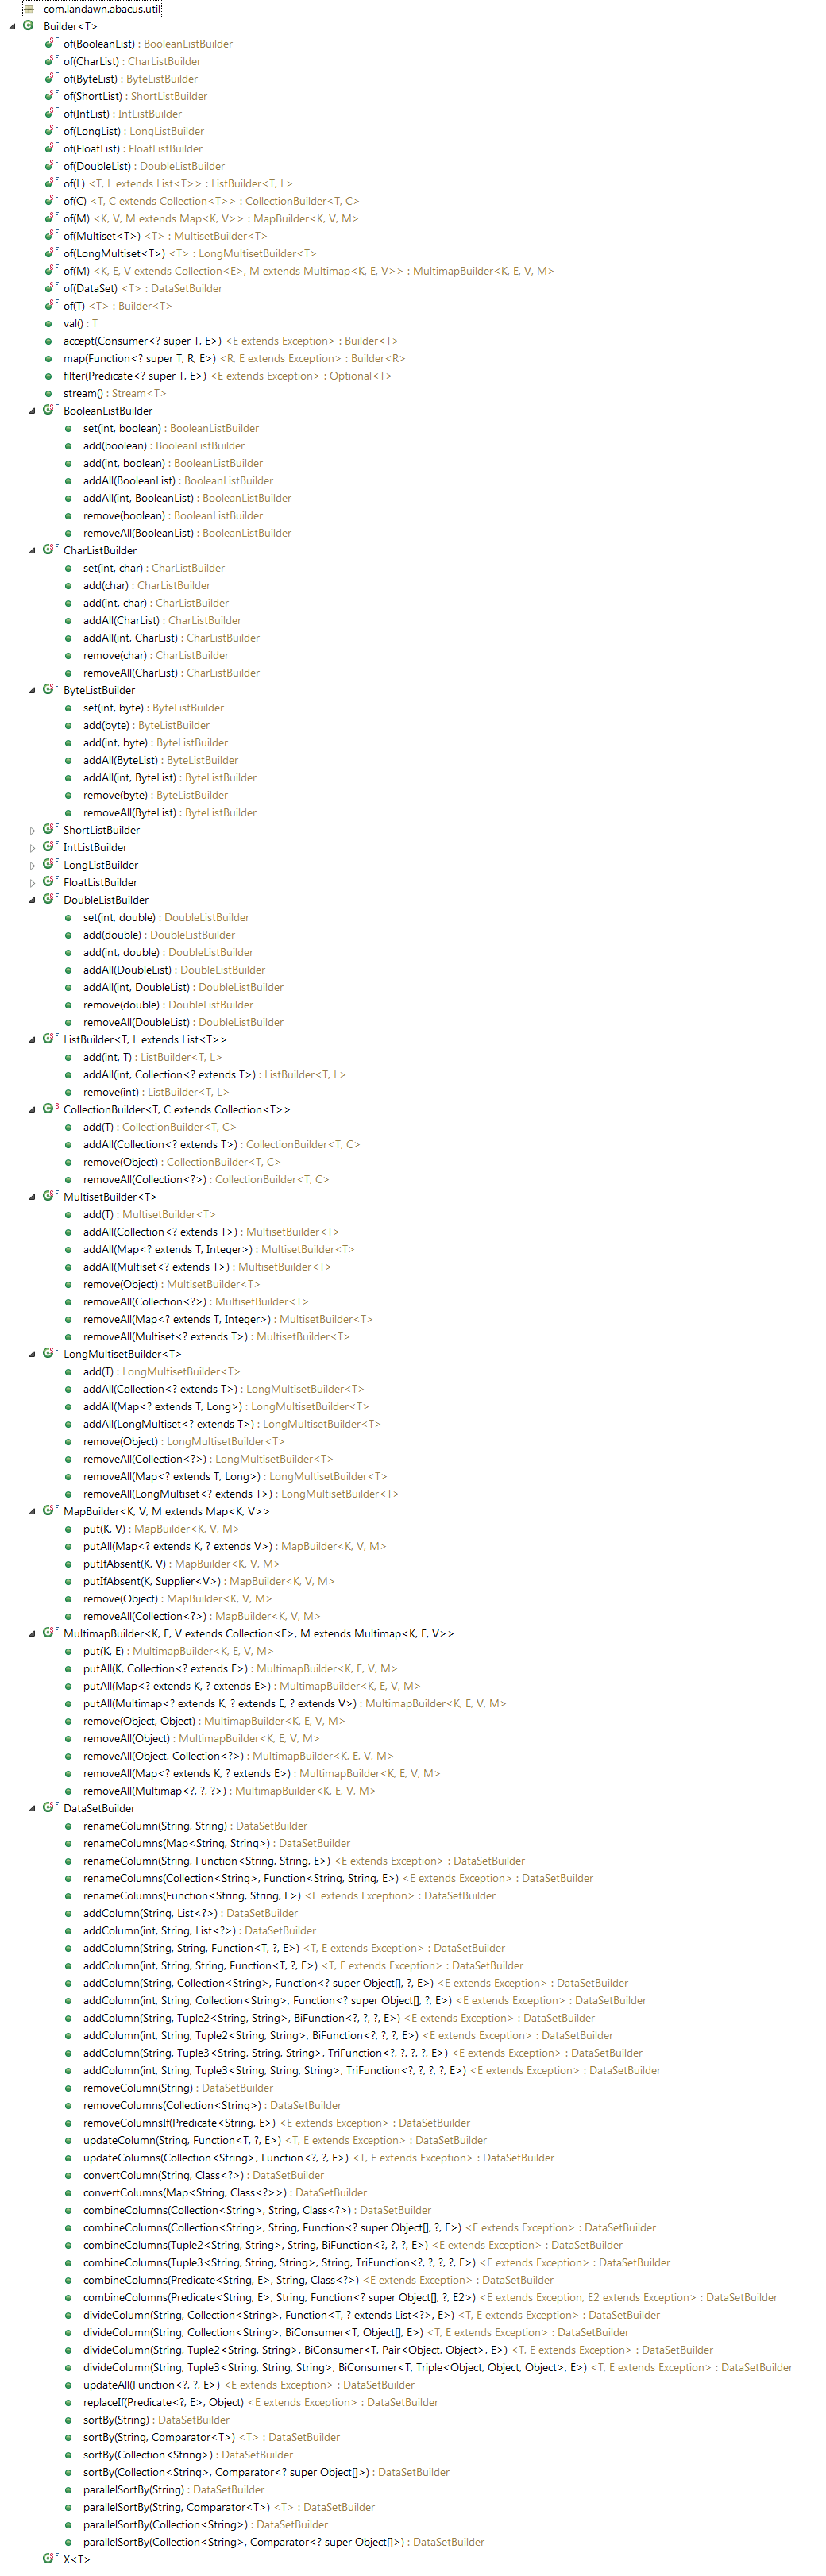 com.landawn.abacus.util
Builder<T>
of(BooleanList) : BooleanListBuilder
of(CharList) : CharListBuilder
of(ByteList) : ByteListBuilder
of(ShortList) : ShortListBuilder
of(IntList) : IntListBuilder
of(LongList) : LongListBuilder
of(FloatList) : FloatListBuilder
of(DoubleList) : DoubleListBuilder
of(L) <T, L extends List<T>> : ListBuilder<T, L>
of(C) <T, C extends Collection<T>> : CollectionBuilder<T, C>
of(M) <K, V, M extends Map<K, V>> : MapBuilder<K, V, M>
of(Multiset<T>) <T> : MultisetBuilder<T>
of(LongMultiset<T>) <T> : LongMultisetBuilder<T>
of(M) <K, E, V extends Collection<E>, M extends Multimap<K, E, V>> : MultimapBuilder<K, E, V, M>
of(DataSet) <T> : DataSetBuilder
of(T) <T> : Builder<T>
val() : T
accept(Consumer<? super T, E>) <E extends Exception> : Builder<T>
map(Function<? super T, R, E>) <R, E extends Exception> : Builder<R>
filter(Predicate<? super T, E>) <E extends Exception> : Optional<T>
stream() : Stream<T>
BooleanListBuilder
set(int, boolean) : BooleanListBuilder
add(boolean) : BooleanListBuilder
add(int, boolean) : BooleanListBuilder
addAll(BooleanList) : BooleanListBuilder
addAll(int, BooleanList) : BooleanListBuilder
remove(boolean) : BooleanListBuilder
removeAll(BooleanList) : BooleanListBuilder
CharListBuilder
set(int, char) : CharListBuilder
add(char) : CharListBuilder
add(int, char) : CharListBuilder
addAll(CharList) : CharListBuilder
addAll(int, CharList) : CharListBuilder
remove(char) : CharListBuilder
removeAll(CharList) : CharListBuilder
ByteListBuilder
set(int, byte) : ByteListBuilder
add(byte) : ByteListBuilder
add(int, byte) : ByteListBuilder
addAll(ByteList) : ByteListBuilder
addAll(int, ByteList) : ByteListBuilder
remove(byte) : ByteListBuilder
removeAll(ByteList) : ByteListBuilder
ShortListBuilder
IntListBuilder
LongListBuilder
FloatListBuilder
DoubleListBuilder
set(int, double) : DoubleListBuilder
add(double) : DoubleListBuilder
add(int, double) : DoubleListBuilder
addAll(DoubleList) : DoubleListBuilder
addAll(int, DoubleList) : DoubleListBuilder
remove(double) : DoubleListBuilder
removeAll(DoubleList) : DoubleListBuilder
ListBuilder<T, L extends List<T>>
add(int, T) : ListBuilder<T, L>
addAll(int, Collection<? extends T>) : ListBuilder<T, L>
remove(int) : ListBuilder<T, L>
CollectionBuilder<T, C extends Collection<T>>
add(T) : CollectionBuilder<T, C>
addAll(Collection<? extends T>) : CollectionBuilder<T, C>
remove(Object) : CollectionBuilder<T, C>
removeAll(Collection<?>) : CollectionBuilder<T, C>
MultisetBuilder<T>
add(T) : MultisetBuilder<T>
addAll(Collection<? extends T>) : MultisetBuilder<T>
addAll(Map<? extends T, Integer>) : MultisetBuilder<T>
addAll(Multiset<? extends T>) : MultisetBuilder<T>
remove(Object) : MultisetBuilder<T>
removeAll(Collection<?>) : MultisetBuilder<T>
removeAll(Map<? extends T, Integer>) : MultisetBuilder<T>
removeAll(Multiset<? extends T>) : MultisetBuilder<T>
LongMultisetBuilder<T>
add(T) : LongMultisetBuilder<T>
addAll(Collection<? extends T>) : LongMultisetBuilder<T>
addAll(Map<? extends T, Long>) : LongMultisetBuilder<T>
addAll(LongMultiset<? extends T>) : LongMultisetBuilder<T>
remove(Object) : LongMultisetBuilder<T>
removeAll(Collection<?>) : LongMultisetBuilder<T>
removeAll(Map<? extends T, Long>) : LongMultisetBuilder<T>
removeAll(LongMultiset<? extends T>) : LongMultisetBuilder<T>
MapBuilder<K, V, M extends Map<K, V>>
put(K, V) : MapBuilder<K, V, M>
putAll(Map<? extends K, ? extends V>) : MapBuilder<K, V, M>
putIfAbsent(K, V) : MapBuilder<K, V, M>
putIfAbsent(K, Supplier<V>) : MapBuilder<K, V, M>
remove(Object) : MapBuilder<K, V, M>
removeAll(Collection<?>) : MapBuilder<K, V, M>
MultimapBuilder<K, E, V extends Collection<E>, M extends Multimap<K, E, V>>
put(K, E) : MultimapBuilder<K, E, V, M>
putAll(K, Collection<? extends E>) : MultimapBuilder<K, E, V, M>
putAll(Map<? extends K, ? extends E>) : MultimapBuilder<K, E, V, M>
putAll(Multimap<? extends K, ? extends E, ? extends V>) : MultimapBuilder<K, E, V, M>
remove(Object, Object) : MultimapBuilder<K, E, V, M>
removeAll(Object) : MultimapBuilder<K, E, V, M>
removeAll(Object, Collection<?>) : MultimapBuilder<K, E, V, M>
removeAll(Map<? extends K, ? extends E>) : MultimapBuilder<K, E, V, M>
removeAll(Multimap<?, ?, ?>) : MultimapBuilder<K, E, V, M>
DataSetBuilder
renameColumn(String, String) : DataSetBuilder
renameColumns(Map<String, String>) : DataSetBuilder
renameColumn(String, Function<String, String, E>) <E extends Exception> : DataSetBuilder
renameColumns(Collection<String>, Function<String, String, E>) <E extends Exception> : DataSetBuilder
renameColumns(Function<String, String, E>) <E extends Exception> : DataSetBuilder
addColumn(String, List<?>) : DataSetBuilder
addColumn(int, String, List<?>) : DataSetBuilder
addColumn(String, String, Function<T, ?, E>) <T, E extends Exception> : DataSetBuilder
addColumn(int, String, String, Function<T, ?, E>) <T, E extends Exception> : DataSetBuilder
addColumn(String, Collection<String>, Function<? super Object[], ?, E>) <E extends Exception> : DataSetBuilder
addColumn(int, String, Collection<String>, Function<? super Object[], ?, E>) <E extends Exception> : DataSetBuilder
addColumn(String, Tuple2<String, String>, BiFunction<?, ?, ?, E>) <E extends Exception> : DataSetBuilder
addColumn(int, String, Tuple2<String, String>, BiFunction<?, ?, ?, E>) <E extends Exception> : DataSetBuilder
addColumn(String, Tuple3<String, String, String>, TriFunction<?, ?, ?, ?, E>) <E extends Exception> : DataSetBuilder
addColumn(int, String, Tuple3<String, String, String>, TriFunction<?, ?, ?, ?, E>) <E extends Exception> : DataSetBuilder
removeColumn(String) : DataSetBuilder
removeColumns(Collection<String>) : DataSetBuilder
removeColumnsIf(Predicate<String, E>) <E extends Exception> : DataSetBuilder
updateColumn(String, Function<T, ?, E>) <T, E extends Exception> : DataSetBuilder
updateColumns(Collection<String>, Function<?, ?, E>) <T, E extends Exception> : DataSetBuilder
convertColumn(String, Class<?>) : DataSetBuilder
convertColumns(Map<String, Class<?>>) : DataSetBuilder
combineColumns(Collection<String>, String, Class<?>) : DataSetBuilder
combineColumns(Collection<String>, String, Function<? super Object[], ?, E>) <E extends Exception> : DataSetBuilder
combineColumns(Tuple2<String, String>, String, BiFunction<?, ?, ?, E>) <E extends Exception> : DataSetBuilder
combineColumns(Tuple3<String, String, String>, String, TriFunction<?, ?, ?, ?, E>) <E extends Exception> : DataSetBuilder
combineColumns(Predicate<String, E>, String, Class<?>) <E extends Exception> : DataSetBuilder
combineColumns(Predicate<String, E>, String, Function<? super Object[], ?, E2>) <E extends Exception, E2 extends Exception> : DataSetBuilder
divideColumn(String, Collection<String>, Function<T, ? extends List<?>, E>) <T, E extends Exception> : DataSetBuilder
divideColumn(String, Collection<String>, BiConsumer<T, Object[], E>) <T, E extends Exception> : DataSetBuilder
divideColumn(String, Tuple2<String, String>, BiConsumer<T, Pair<Object, Object>, E>) <T, E extends Exception> : DataSetBuilder
divideColumn(String, Tuple3<String, String, String>, BiConsumer<T, Triple<Object, Object, Object>, E>) <T, E extends Exception> : DataSetBuilder
updateAll(Function<?, ?, E>) <E extends Exception> : DataSetBuilder
replaceIf(Predicate<?, E>, Object) <E extends Exception> : DataSetBuilder
sortBy(String) : DataSetBuilder
sortBy(String, Comparator<T>) <T> : DataSetBuilder
sortBy(Collection<String>) : DataSetBuilder
sortBy(Collection<String>, Comparator<? super Object[]>) : DataSetBuilder
parallelSortBy(String) : DataSetBuilder
parallelSortBy(String, Comparator<T>) <T> : DataSetBuilder
parallelSortBy(Collection<String>) : DataSetBuilder
parallelSortBy(Collection<String>, Comparator<? super Object[]>) : DataSetBuilder
X<T>